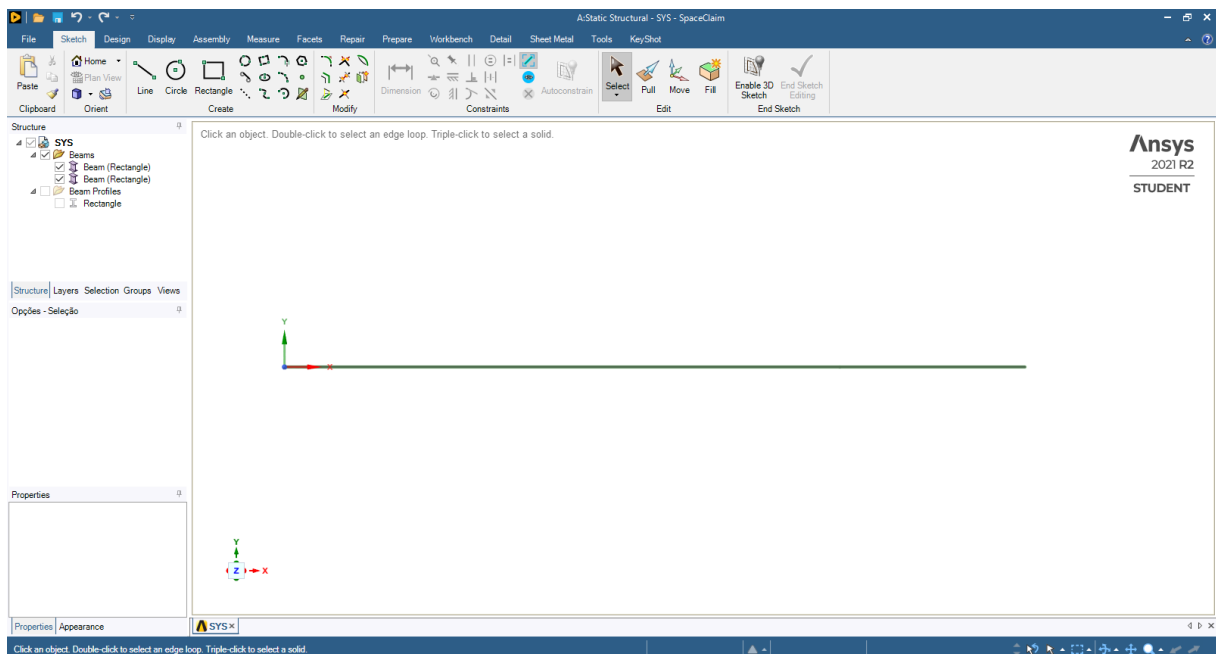 A:Static Structural - SYS - SpaceClaim
File Sketch Design Display Assembly Measure Facets Repair Prepare Workbench Detail Sheet Metal Tools KeyShot
Paste
Home
Plan View
Line Circle Rectangle
Dimension
Autoconstrain
Select Pull Move Fill
Enable 3D Sketch
End Sketch Editing
Clipboard Orient Create Modify Constraints Edit End Sketch
Structure
SYS
Beams
Beam (Rectangle)
Beam (Rectangle)
Beam Profiles
Rectangle
Structure Layers Selection Groups Views
Opções - Seleção
Properties
Properties Appearance
Click an object. Double-click to select an edge loop. Triple-click to select a solid.
Ansys
2021 R2
STUDENT
Y
X
Y
Z X
SYS
Click an object. Double-click to select an edge loop. Triple-click to select a solid.